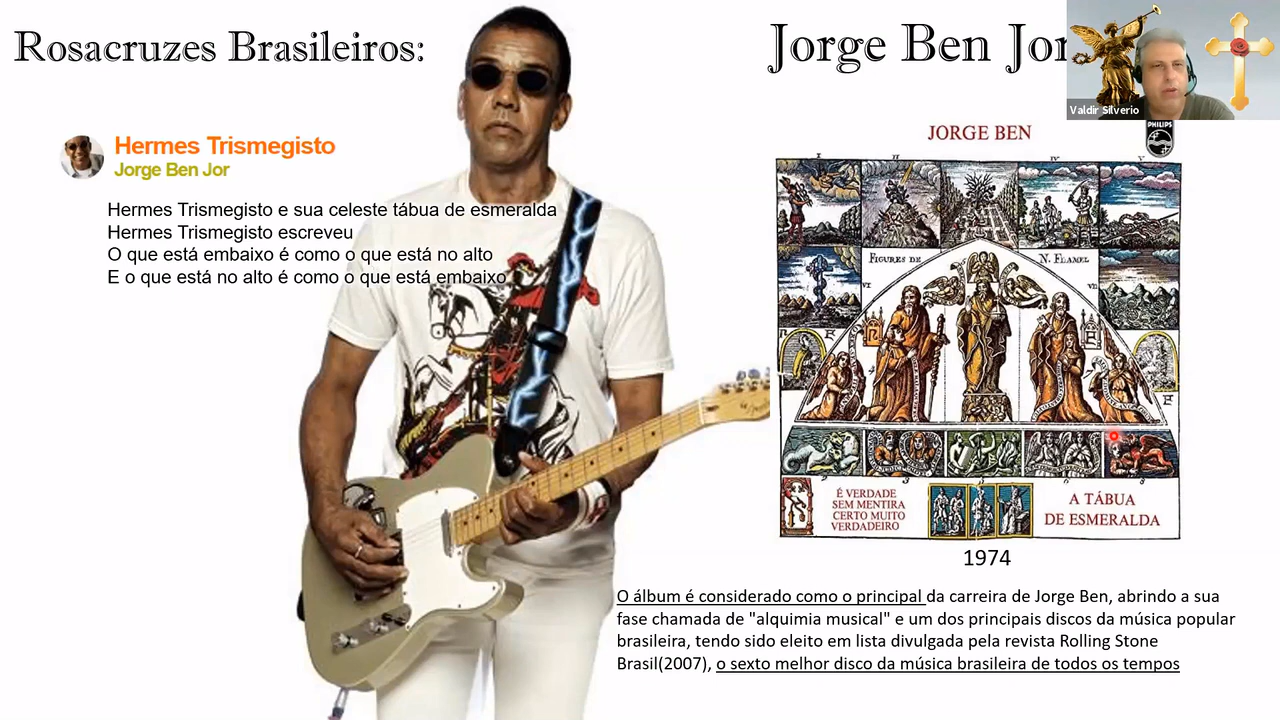 Rosacruzes Brasileiros:
Jorge Ben Jor
Valdir Silverio
Hermes Trismegisto
Jorge Ben Jor
Hermes Trismegisto e sua celeste tábua de esmeralda
Hermes Trismegisto escreveu
O que está embaixo é como o que está no alto
E o que está no alto é como o que está embaixo
JORGE BEN
PHILIPS
I II IV V
FIGURES DE N. FLAMEL
VI VII
É VERDADE
SEM MENTIRA
CERTO MUITO
VERDADEIRO
A TÁBUA
DE ESMERALDA
1974
O álbum é considerado como o principal da carreira de Jorge Ben, abrindo a sua
fase chamada de "alquimia musical" e um dos principais discos da música popular
brasileira, tendo sido eleito em lista divulgada pela revista Rolling Stone
Brasil(2007), o sexto melhor disco da música brasileira de todos os tempos